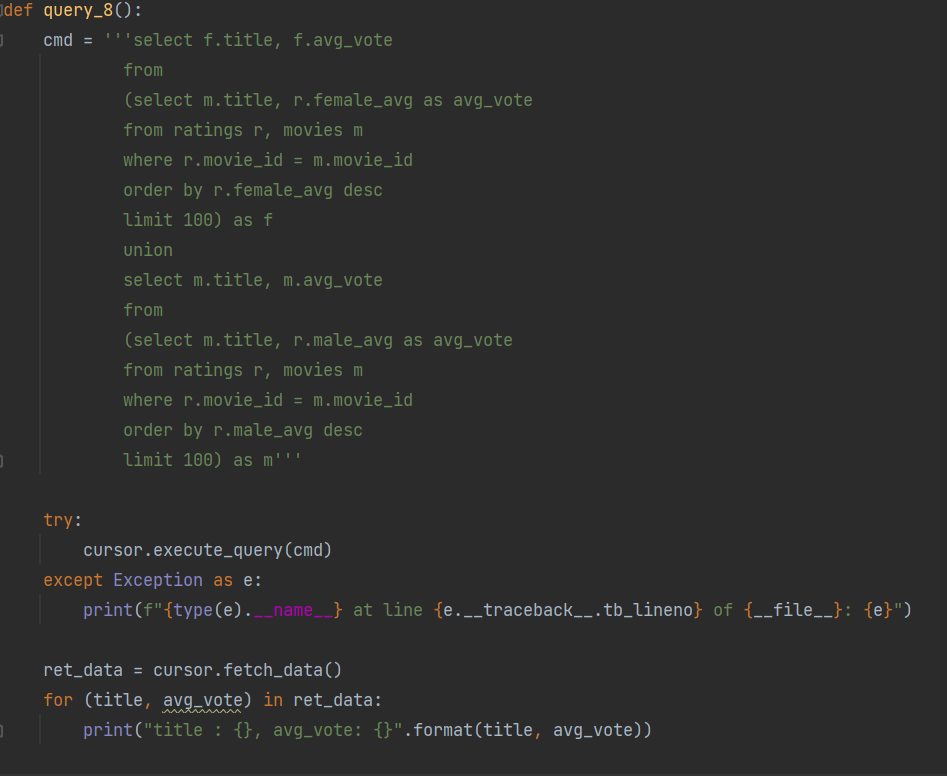 def query_8():
    cmd = '''select f.title, f.avg_vote
            from
            (select m.title, r.female_avg as avg_vote
            from ratings r, movies m
            where r.movie_id = m.movie_id
            order by r.female_avg desc
            limit 100) as f
            union
            select m.title, m.avg_vote
            from
            (select m.title, r.male_avg as avg_vote
            from ratings r, movies m
            where r.movie_id = m.movie_id
            order by r.male_avg desc
            limit 100) as m'''

    try:
        cursor.execute_query(cmd)
    except Exception as e:
        print(f"{type(e).__name__} at line {e.__traceback__.tb_lineno} of {__file__}: {e}")

    ret_data = cursor.fetch_data()
    for (title, avg_vote) in ret_data:
        print("title : {}, avg_vote: {}".format(title, avg_vote))